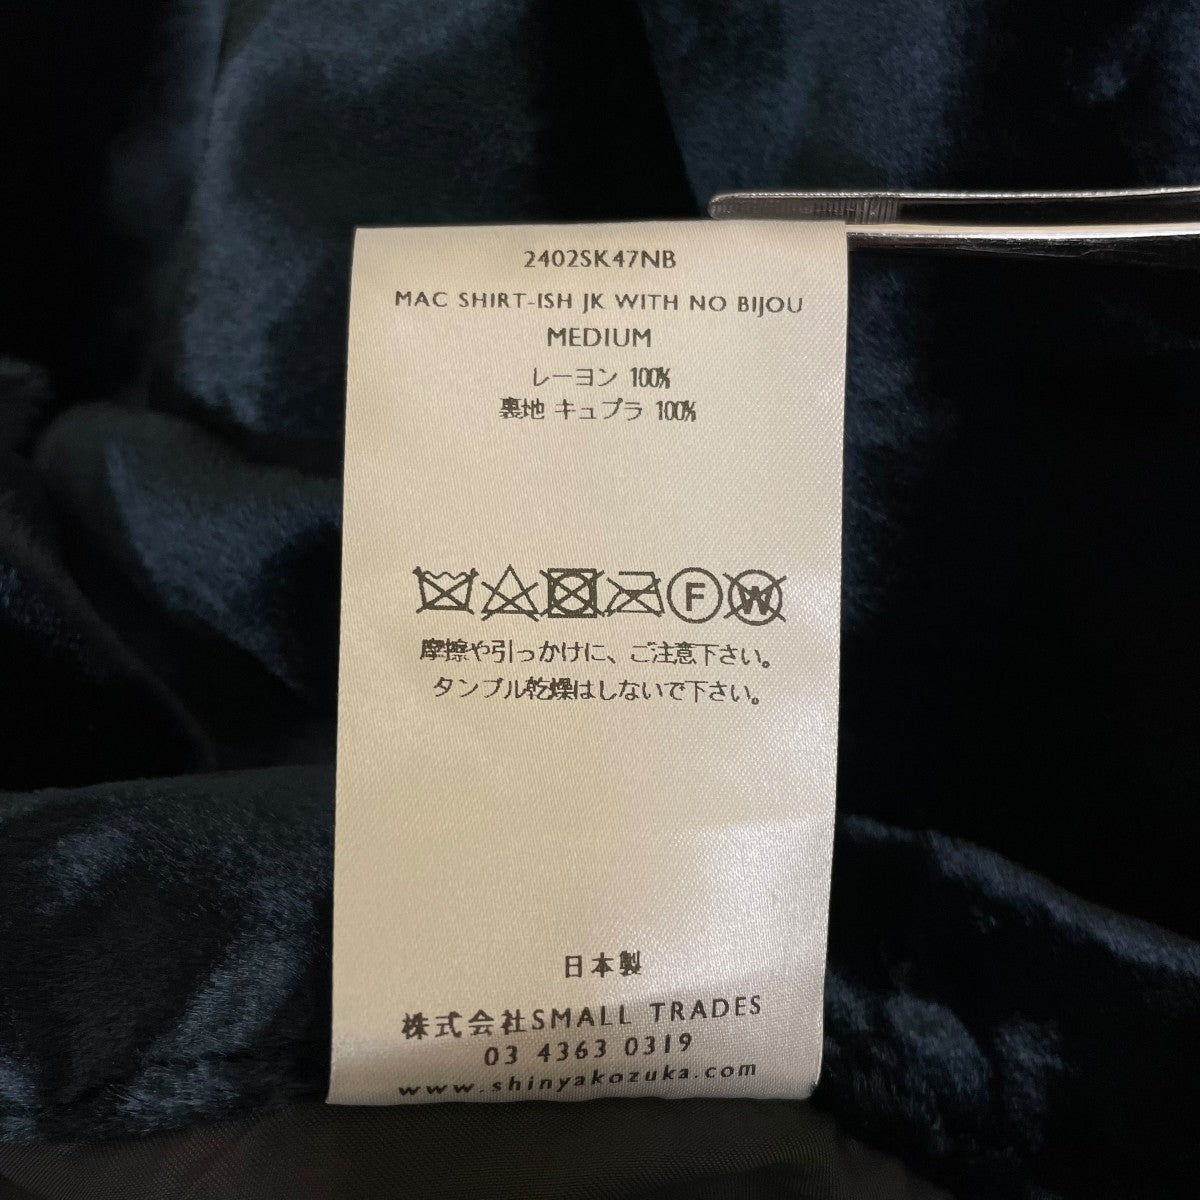 2402SK47NB
MAC SHIRT-ISH JK WITH NO BIJOU
MEDIUM
レーヨン 100%
裏地 キュプラ 100%
F W
摩擦や引っかけに、ご注意下さい。
タンブル乾燥はしないで下さい。
日本製
株式会社SMALL TRADES
03 4363 0319
www.shinyakozuka.com